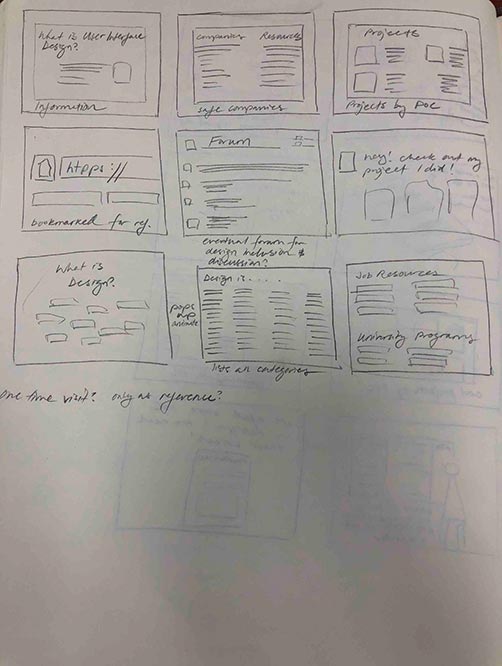 What is User Interface
Design?
Information
Companies Resources
safe companies
Projects
Projects by POC
https://
bookmarked for ref.
Forum
eventual forum for
design inclusion &
discussion?
Hey! check out my
project I did!
What is
Design?
pops
up
animate
Design is.....
lists all categories
Job Resources
University programs
one time visit? only as reference?